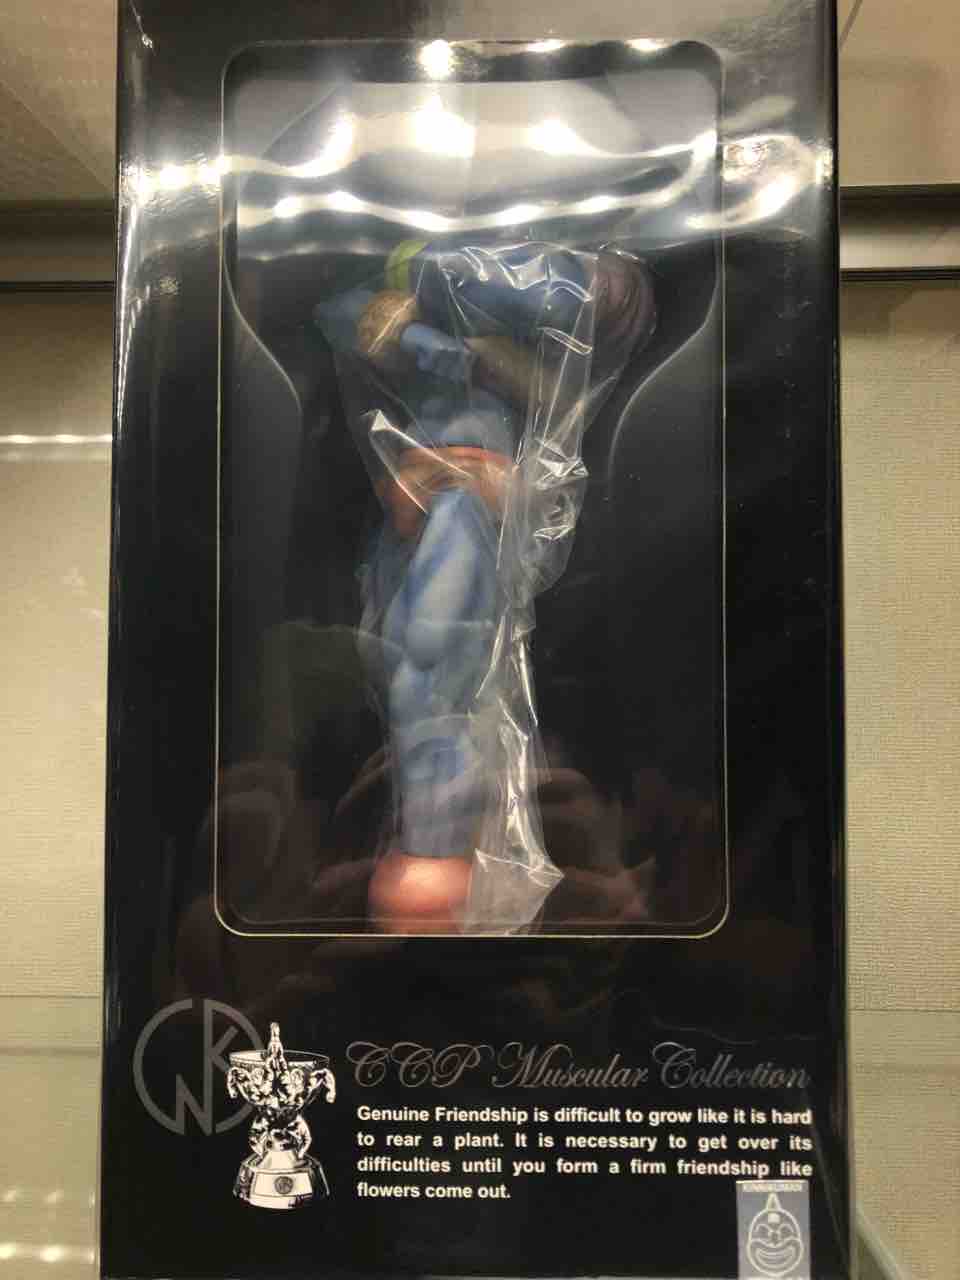 CCP Muscular Collection
Genuine Friendship is difficult to grow like it is hard
to rear a plant. It is necessary to get over its
difficulties until you form a firm friendship like
flowers come out.
KINNIKUMAN